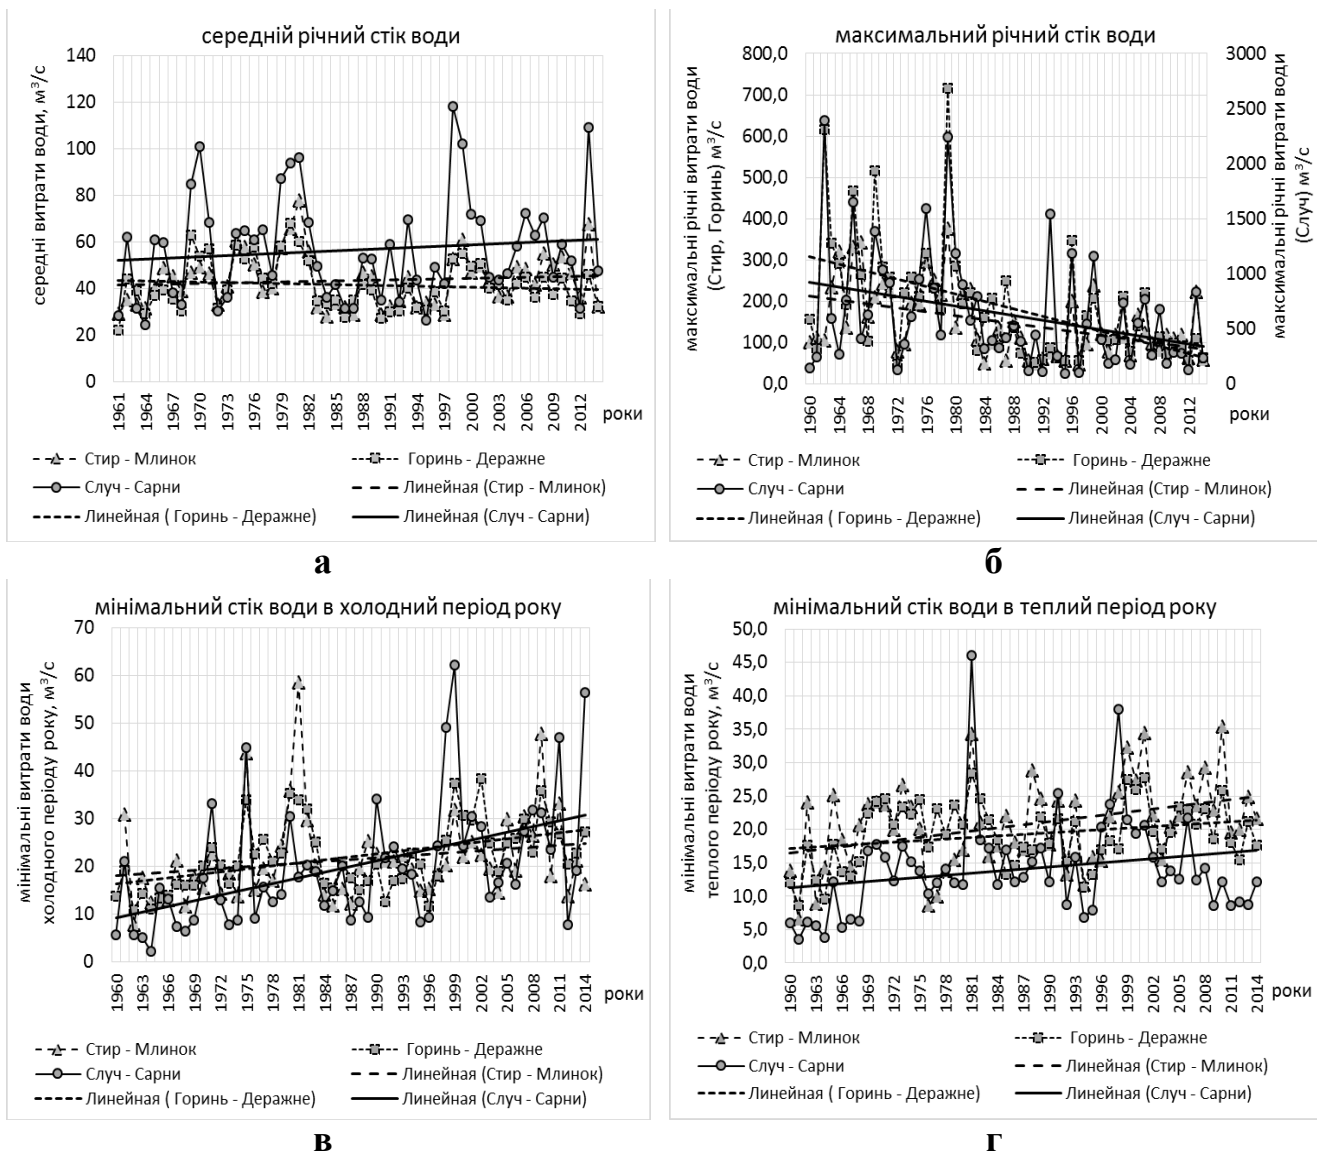 середній річний стік води
середні витрати води, м³/с
140
120
100
80
60
40
20
0
1961 1964 1967 1970 1973 1976 1979 1982 1985 1988 1991 1994 1997 2000 2003 2006 2009 2012
роки
Стир - Млинок
Горинь - Деражне
Случ - Сарни
Линейная (Стир - Млинок)
Линейная ( Горинь - Деражне)
Линейная (Случ - Сарни)
а
максимальний річний стік води
максимальні річні витрати води
(Стир, Горинь) м³/с
800,0
700,0
600,0
500,0
400,0
300,0
200,0
100,0
0,0
3000
2500
2000
1500
1000
500
0
максимальні річні витрати води
(Случ) м³/с
1960 1964 1968 1972 1976 1980 1984 1988 1992 1996 2000 2004 2008 2012
роки
Стир - Млинок
Горинь - Деражне
Случ - Сарни
Линейная (Стир - Млинок)
Линейная ( Горинь - Деражне)
Линейная (Случ - Сарни)
б
мінімальний стік води в холодний період року
мінімальні витрати води
холодного періоду року, м³/с
70
60
50
40
30
20
10
0
1960 1963 1966 1969 1972 1975 1978 1981 1984 1987 1990 1993 1996 1999 2002 2005 2008 2011 2014
роки
Стир - Млинок
Горинь - Деражне
Случ - Сарни
Линейная (Стир - Млинок)
Линейная ( Горинь - Деражне)
Линейная (Случ - Сарни)
в
мінімальний стік води в теплий період року
мінімальні витрати води
теплого періоду року, м³/с
50,0
45,0
40,0
35,0
30,0
25,0
20,0
15,0
10,0
5,0
0,0
1960 1963 1966 1969 1972 1975 1978 1981 1984 1987 1990 1993 1996 1999 2002 2005 2008 2011 2014
роки
Стир - Млинок
Горинь - Деражне
Случ - Сарни
Линейная (Стир - Млинок)
Линейная ( Горинь - Деражне)
Линейная (Случ - Сарни)
г